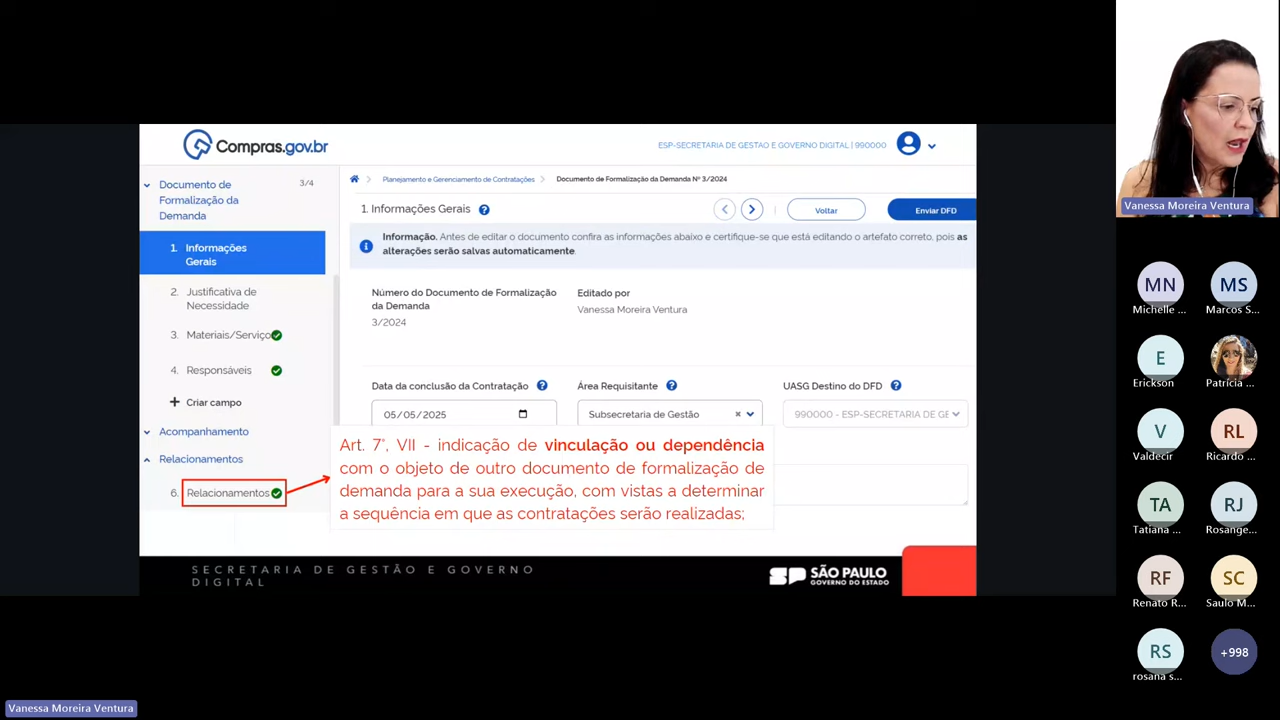 Compras.gov.br
ESP-SECRETARIA DE GESTAO E GOVERNO DIGITAL | 990000
Documento de
Formalização da
Demanda
3/4
1. Informações
Gerais
2. Justificativa de
Necessidade
3. Materiais/Serviço
4. Responsáveis
+ Criar campo
Acompanhamento
Relacionamentos
6. Relacionamentos
Planejamento e Gerenciamento de Contratações
Documento de Formalização da Demanda Nº 3/2024
1. Informações Gerais
Voltar
Enviar DFD
Informação. Antes de editar o documento confira as informações abaixo e certifique-se que está editando o artefato correto, pois as
alterações serão salvas automaticamente.
Número do Documento de Formalização
da Demanda
3/2024
Editado por
Vanessa Moreira Ventura
Data da conclusão da Contratação
05/05/2025
Área Requisitante
Subsecretaria de Gestão
UASG Destino do DFD
990000 - ESP-SECRETARIA DE GE
Art. 7°, VII - indicação de vinculação ou dependência
com o objeto de outro documento de formalização de
demanda para a sua execução, com vistas a determinar
a sequência em que as contratações serão realizadas;
SECRETARIA DE GESTÃO E GOVERNO
DIGITAL
SP SÃO PAULO
GOVERNO DO ESTADO
Vanessa Moreira Ventura
MN
Michelle ...
MS
Marcos S...
E
Erickson
Patrícia ...
V
Valdecir
RL
Ricardo ...
TA
Tatiana ...
RJ
Rosange...
RF
Renato R...
SC
Saulo M...
RS
rosana s...
+998
Vanessa Moreira Ventura